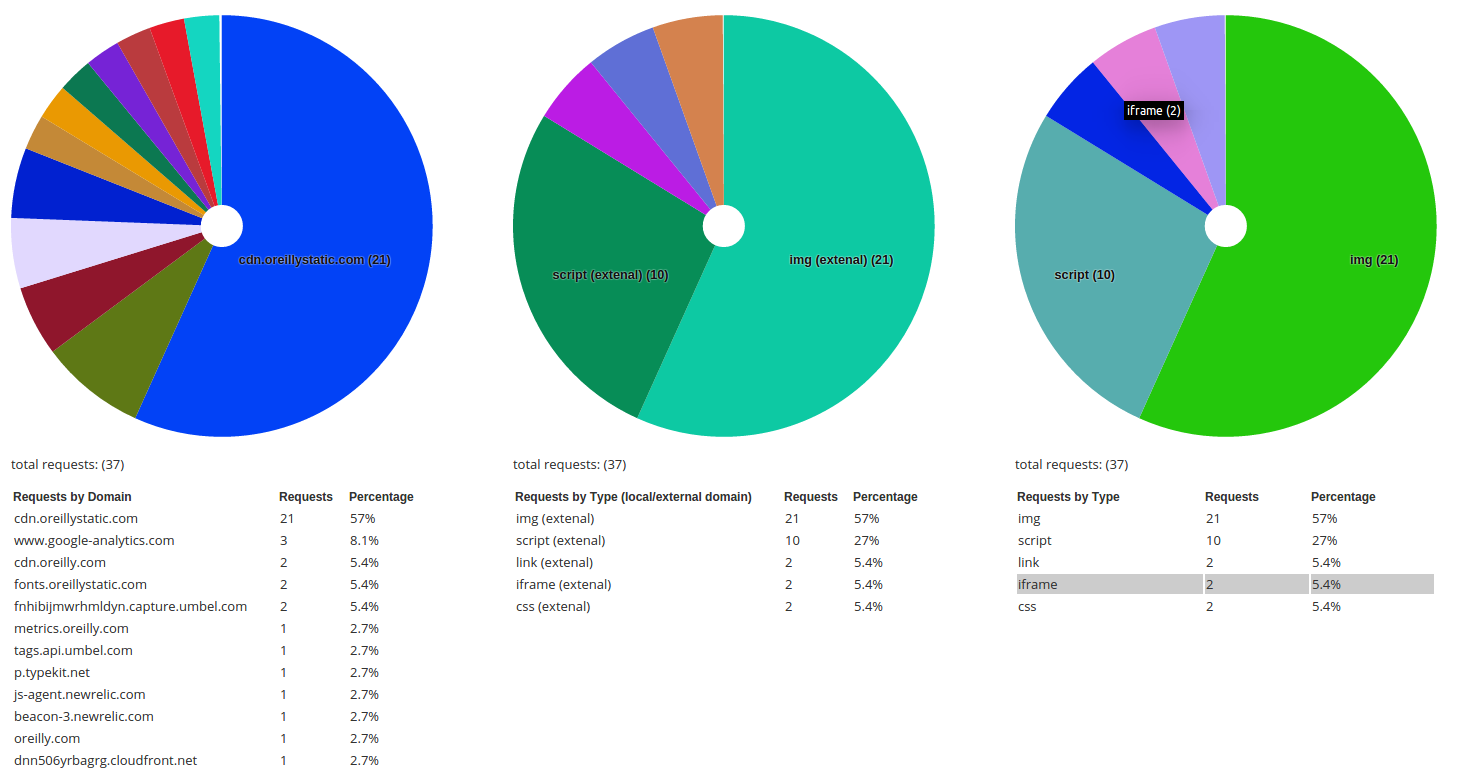 cdn.oreillystatic.com (21)
total requests: (37)
Requests by Domain Requests Percentage
cdn.oreillystatic.com 21 57%
www.google-analytics.com 3 8.1%
cdn.oreilly.com 2 5.4%
fonts.oreillystatic.com 2 5.4%
fnhibijmwrhmldyn.capture.umbel.com 2 5.4%
metrics.oreilly.com 1 2.7%
tags.api.umbel.com 1 2.7%
p.typekit.net 1 2.7%
js-agent.newrelic.com 1 2.7%
beacon-3.newrelic.com 1 2.7%
oreilly.com 1 2.7%
dnn506yrbagrg.cloudfront.net 1 2.7%
img (extenal) (21)
script (extenal) (10)
total requests: (37)
Requests by Type (local/external domain) Requests Percentage
img (extenal) 21 57%
script (extenal) 10 27%
link (extenal) 2 5.4%
iframe (extenal) 2 5.4%
css (extenal) 2 5.4%
iframe (2)
img (21)
script (10)
total requests: (37)
Requests by Type Requests Percentage
img 21 57%
script 10 27%
link 2 5.4%
iframe 2 5.4%
css 2 5.4%